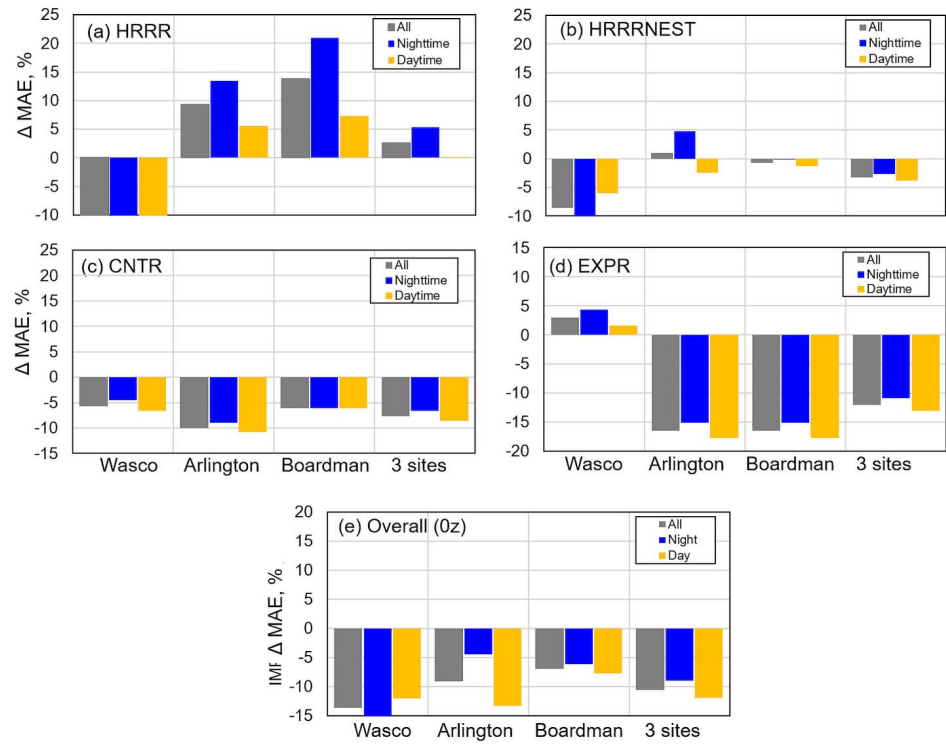 (a) HRRR
All
Nighttime
Daytime
25
20
15
10
5
0
-5
-10
Δ MAE, %
(b) HRRRNEST
All
Nighttime
Daytime
25
20
15
10
5
0
-5
-10
(c) CNTR
All
Nighttime
Daytime
25
20
15
10
5
0
-5
-10
-15
Δ MAE, %
Wasco Arlington Boardman 3 sites
(d) EXPR
All
Nighttime
Daytime
15
10
5
0
-5
-10
-15
-20
Wasco Arlington Boardman 3 sites
(e) Overall (0z)
All
Night
Day
20
15
10
5
0
-5
-10
-15
Δ MAE, %
Wasco Arlington Boardman 3 sites